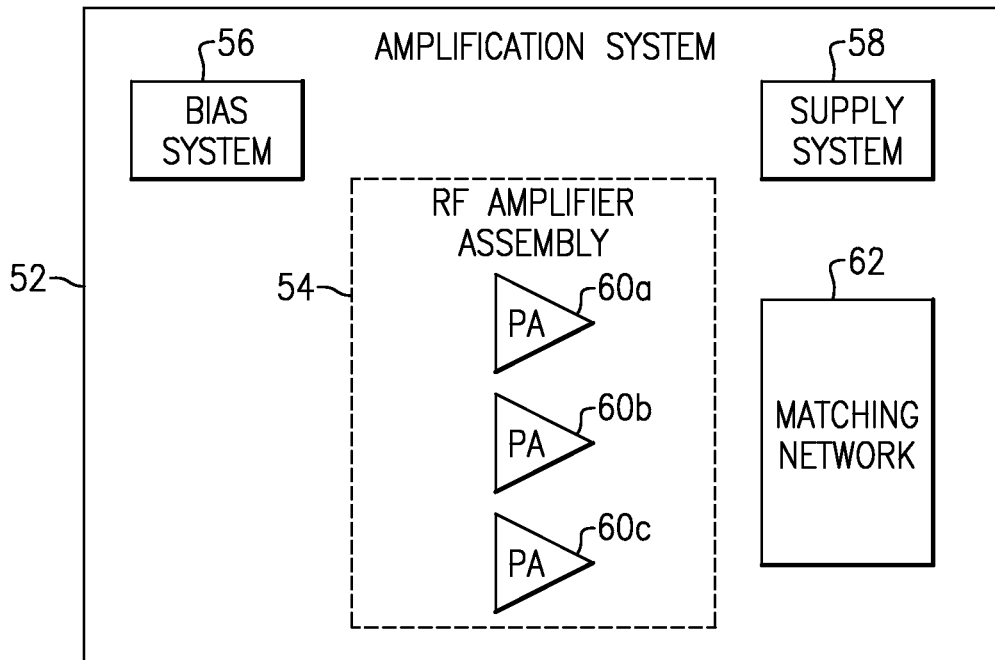 56
AMPLIFICATION SYSTEM
58
BIAS
SYSTEM
SUPPLY
SYSTEM
RF AMPLIFIER
ASSEMBLY
52
54
60a
PA
62
60b
PA
MATCHING
NETWORK
60c
PA